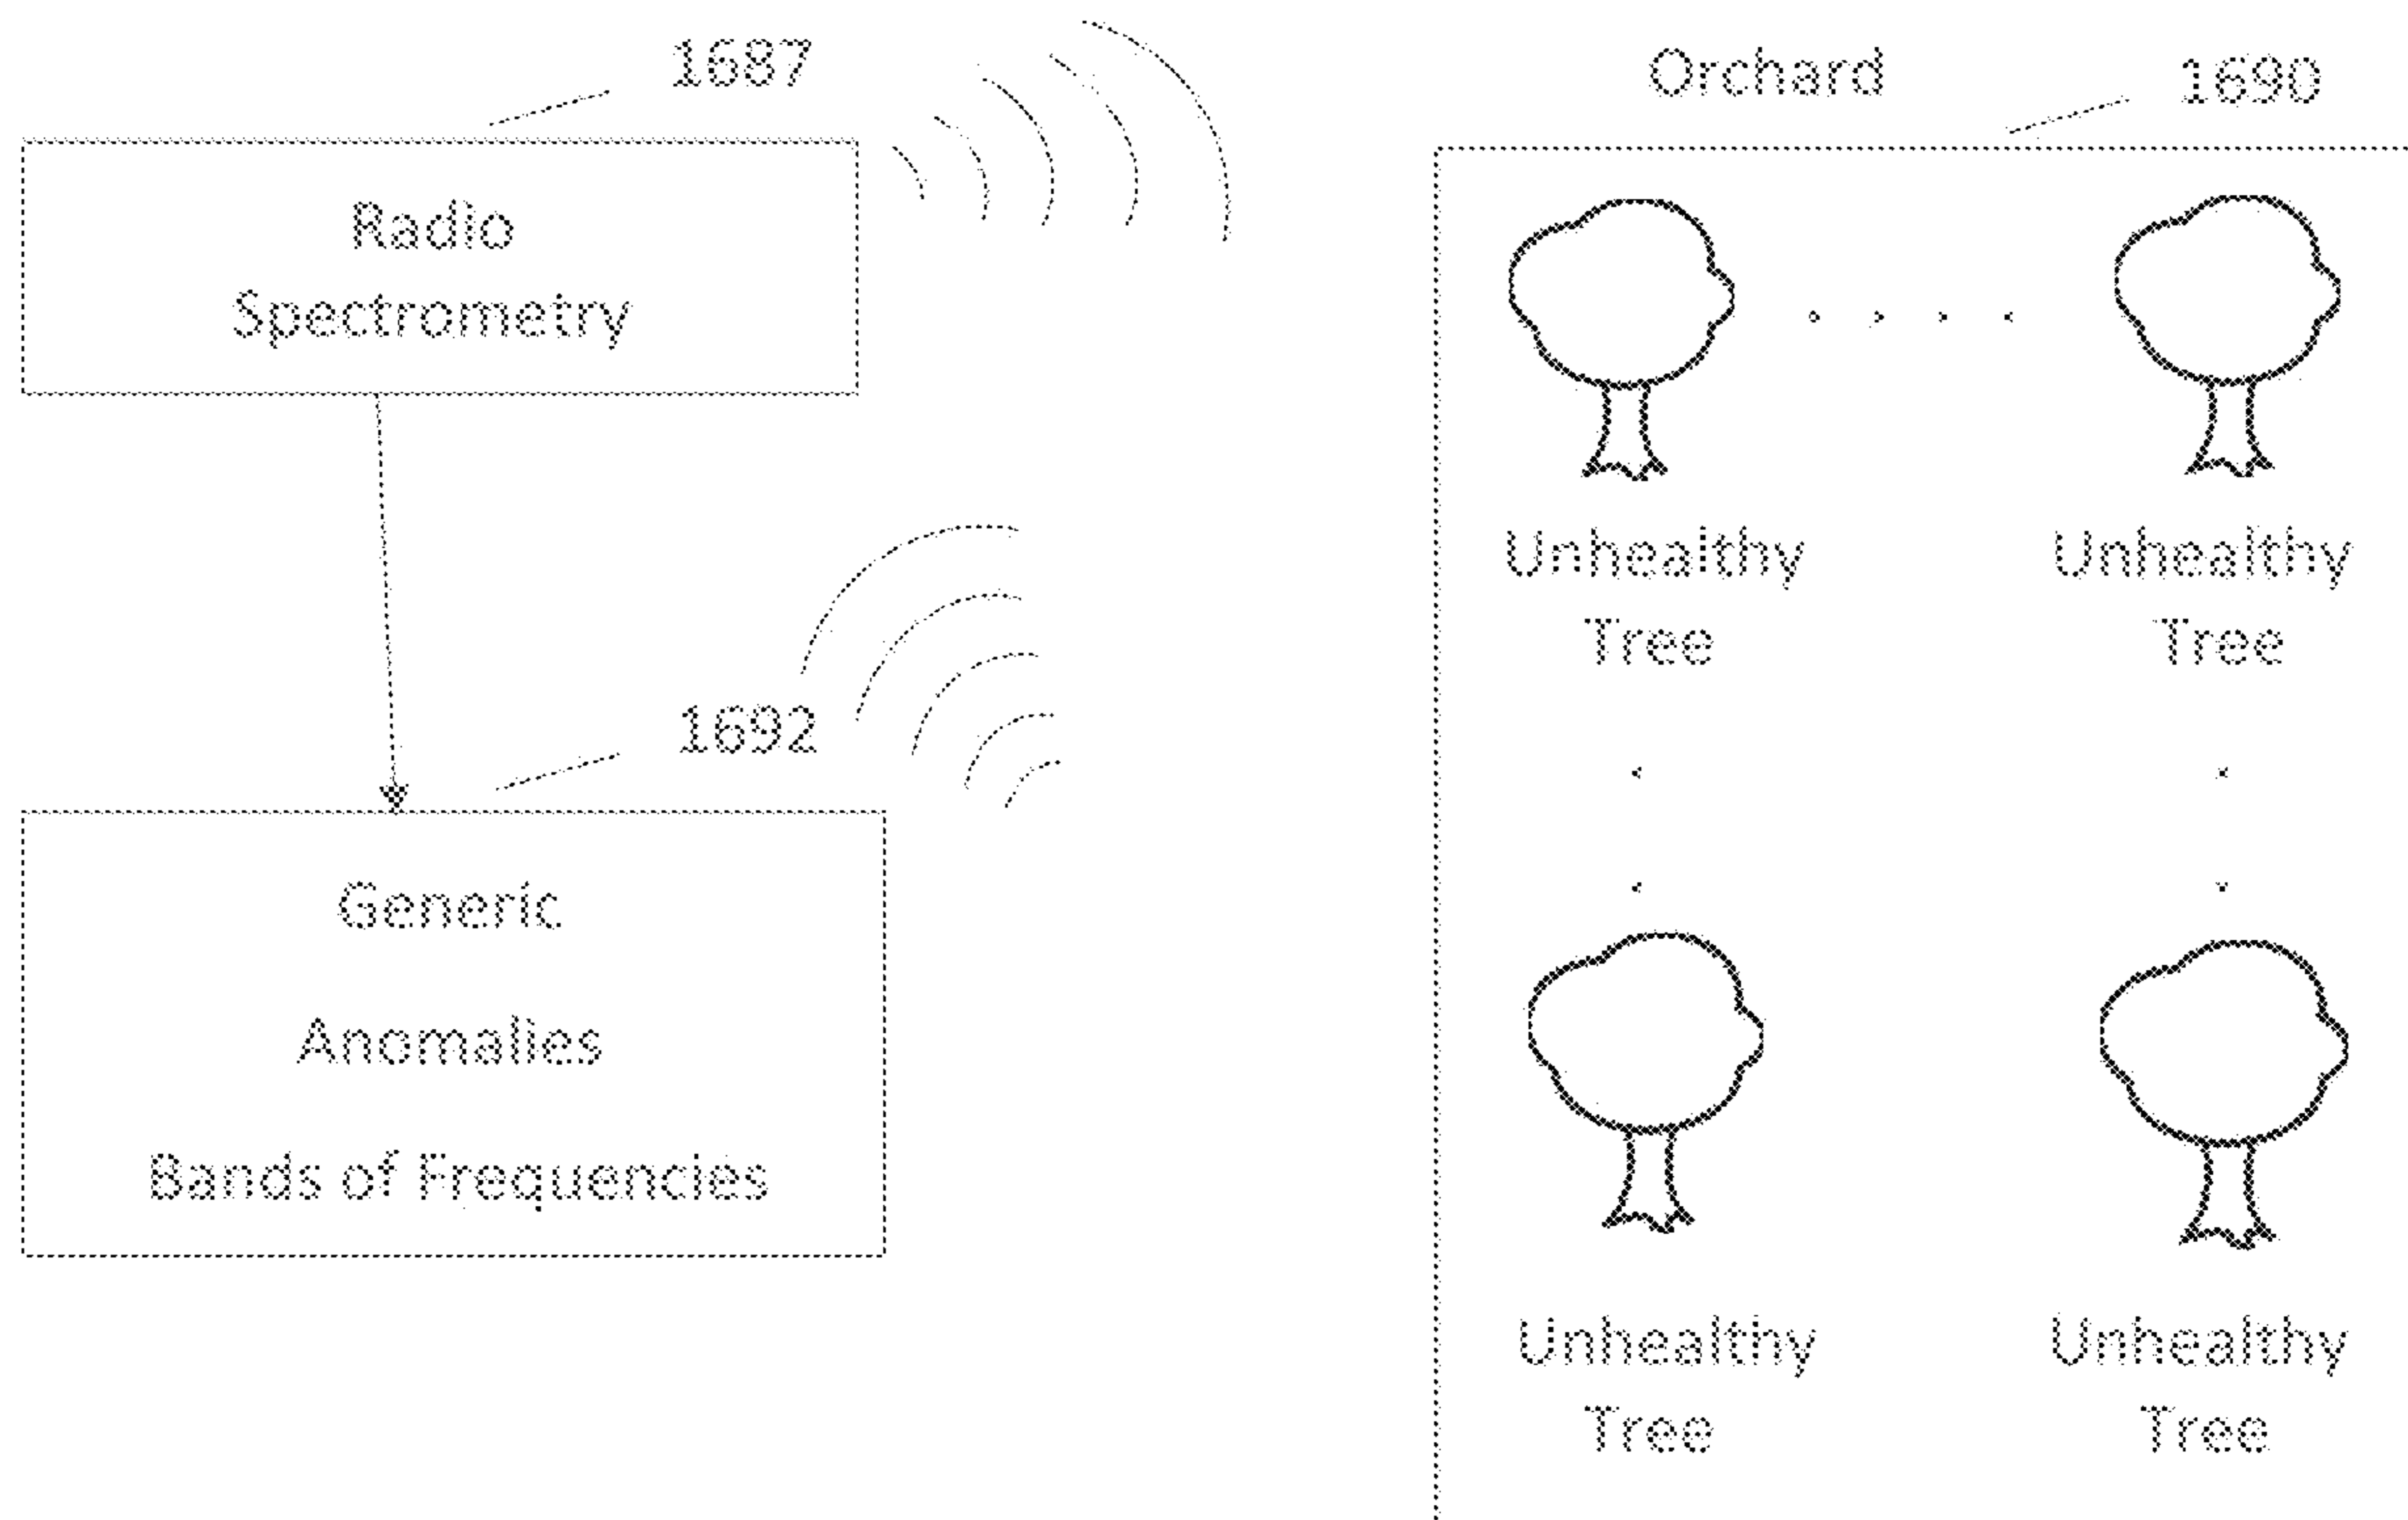 1687
Radio
Spectrometry
1692
Generic
Anomalies
Bands of Frequencies
Orchard
1690
Unhealthy
Tree
Unhealthy
Tree
Unhealthy
Tree
Unhealthy
Tree